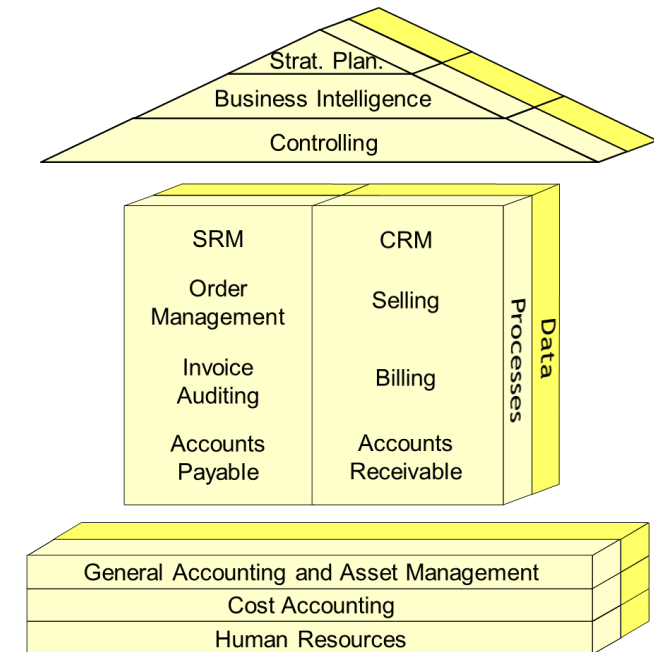 Strat. Plan.
Business Intelligence
Controlling
SRM
Order
Management
Invoice
Auditing
Accounts
Payable
CRM
Selling
Billing
Accounts
Receivable
Processes
Data
General Accounting and Asset Management
Cost Accounting
Human Resources